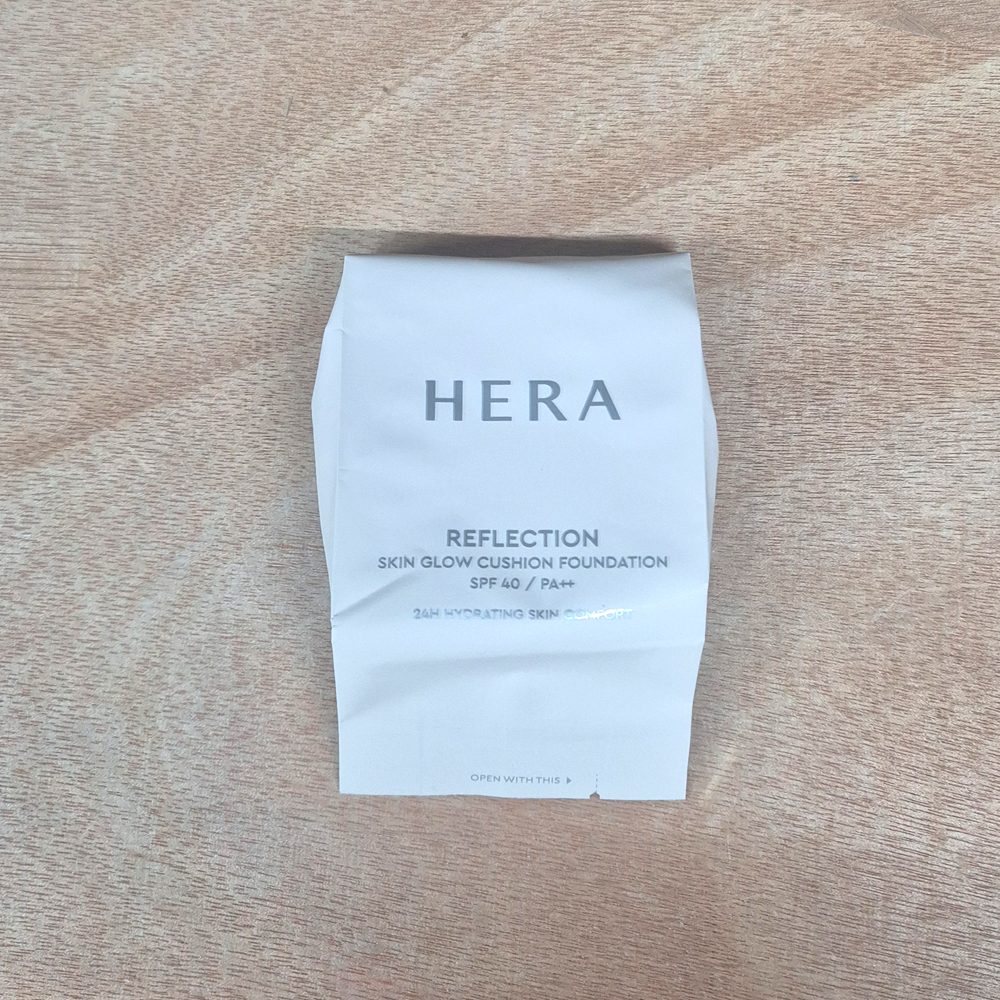 HERA
REFLECTION
SKIN GLOW CUSHION FOUNDATION
SPF 40 / PA++
24H HYDRATING SKIN COMFORT
OPEN WITH THIS ▸